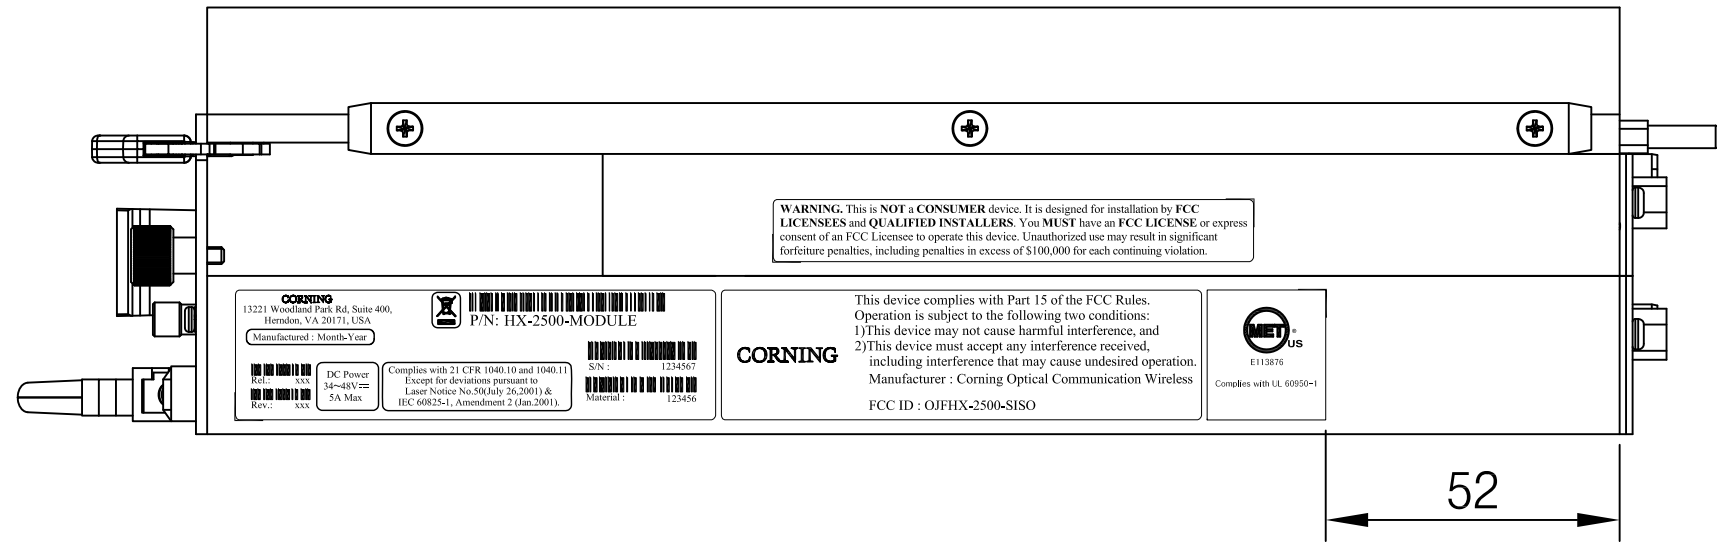 WARNING. This is NOT a CONSUMER device. It is designed for installation by FCC
LICENSEES and QUALIFIED INSTALLERS. You MUST have an FCC LICENSE or express
consent of an FCC Licensee to operate this device. Unauthorized use may result in significant
forfeiture penalties, including penalties in excess of $100,000 for each continuing violation.
CORNING
13221 Woodland Park Rd, Suite 400,
Herndon, VA 20171, USA
Manufactured : Month-Year
P/N: HX-2500-MODULE
Rel.: xxx
Rev.: xxx
DC Power
34~48V⎓
5A Max
Complies with 21 CFR 1040.10 and 1040.11
Except for deviations pursuant to
Laser Notice No.50(July 26,2001) &
IEC 60825-1, Amendment 2 (Jan.2001).
S/N : 1234567
Material : 123456
CORNING
This device complies with Part 15 of the FCC Rules.
Operation is subject to the following two conditions:
1)This device may not cause harmful interference, and
2)This device must accept any interference received,
including interference that may cause undesired operation.
Manufacturer : Corning Optical Communication Wireless
FCC ID : OJFHX-2500-SISO
MET ® US
E113876
Complies with UL 60950-1
52